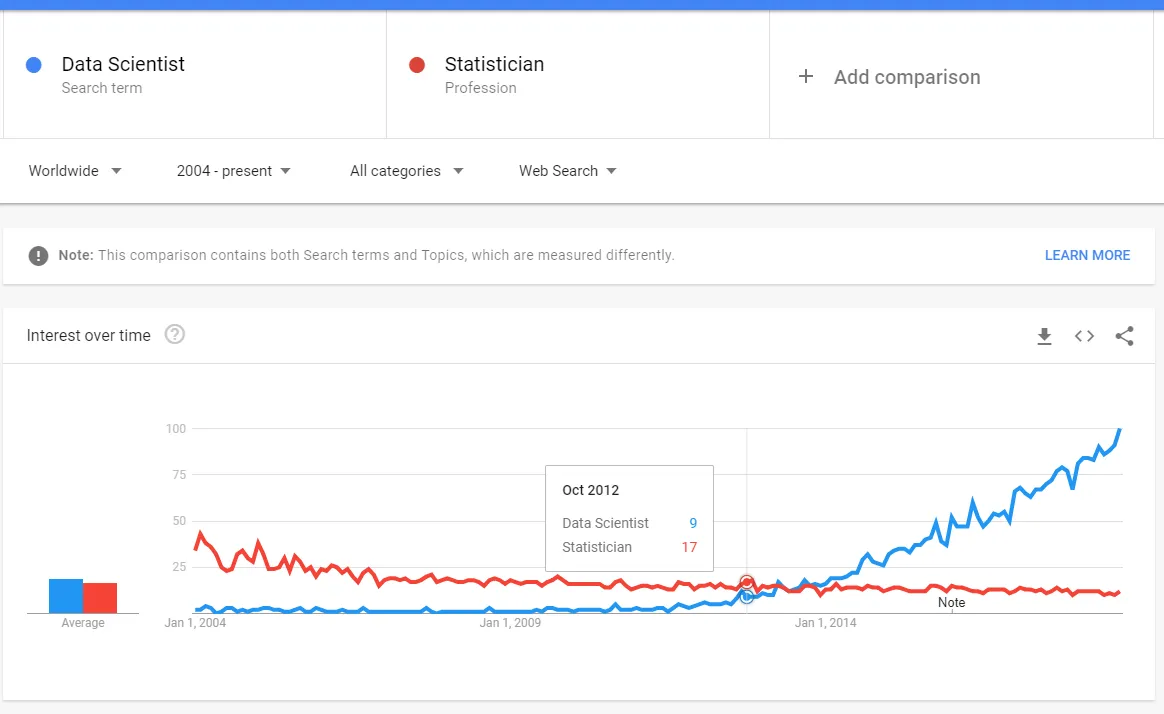 Data Scientist
Search term
Statistician
Profession
+ Add comparison
Worldwide
2004 - present
All categories
Web Search
! Note: This comparison contains both Search terms and Topics, which are measured differently.
LEARN MORE
Interest over time ?
100
75
50
25
Oct 2012
Data Scientist 9
Statistician 17
Note
Average
Jan 1, 2004
Jan 1, 2009
Jan 1, 2014